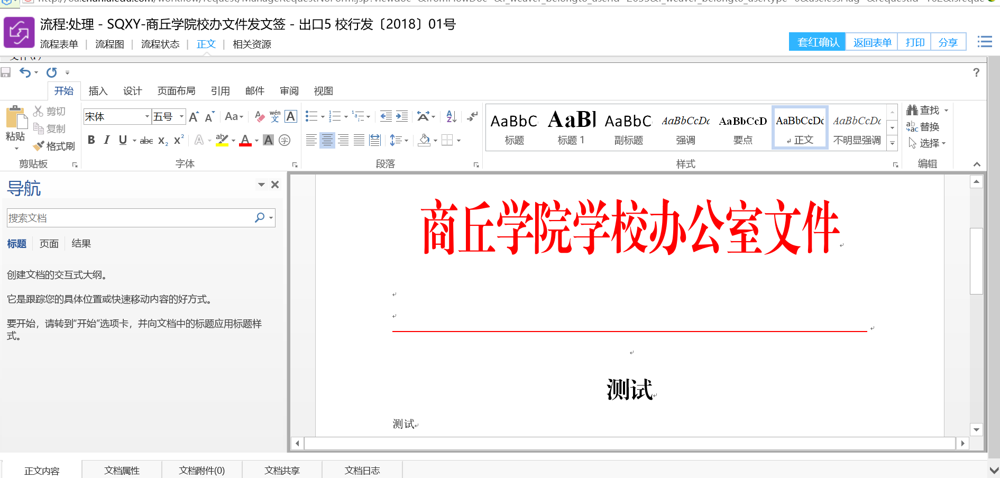 流程:处理 - SQXY-商丘学院校办文件发文签 - 出口5 校行发〔2018〕01号
流程表单 | 流程图 | 流程状态 | 正文 | 相关资源
套红确认 返回表单 打印 分享
?
开始 插入 设计 页面布局 引用 邮件 审阅 视图
粘贴 剪切 复制 格式刷
剪贴板
宋体 五号 A A Aa wén 文 A
B I U abc X₂ X² A ab A A 字
字体
段落
AaBbC 标题
AaBl 标题 1
AaBbC 副标题
AaBbCcDc 强调
AaBbCcD 要点
AaBbCcDc 正文
AaBbCcDc 不明显强调
样式
查找
替换
选择
编辑
导航
搜索文档
标题 页面 结果
创建文档的交互式大纲。
它是跟踪您的具体位置或快速移动内容的好方式。
要开始，请转到"开始"选项卡，并向文档中的标题应用标题样
式。
商丘学院学校办公室文件
测试
测试
正文内容 文档属性 文档附件(0) 文档共享 文档日志